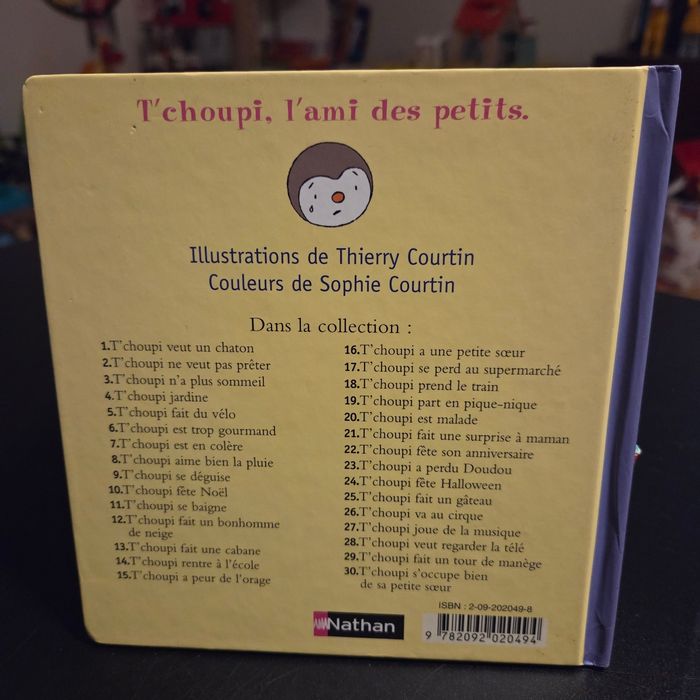 T'choupi, l'ami des petits.
Illustrations de Thierry Courtin
Couleurs de Sophie Courtin
Dans la collection :
1.T'choupi veut un chaton
2.T'choupi ne veut pas prêter
3.T'choupi n'a plus sommeil
4.T'choupi jardine
5.T'choupi fait du vélo
6.T'choupi est trop gourmand
7.T'choupi est en colère
8.T'choupi aime bien la pluie
9.T'choupi se déguise
10.T'choupi fête Noël
11.T'choupi se baigne
12.T'choupi fait un bonhomme
de neige
13.T'choupi fait une cabane
14.T'choupi rentre à l'école
15.T'choupi a peur de l'orage
16.T'choupi a une petite sœur
17.T'choupi se perd au supermarché
18.T'choupi prend le train
19.T'choupi part en pique-nique
20.T'choupi est malade
21.T'choupi fait une surprise à maman
22.T'choupi fête son anniversaire
23.T'choupi a perdu Doudou
24.T'choupi fête Halloween
25.T'choupi fait un gâteau
26.T'choupi va au cirque
27.T'choupi joue de la musique
28.T'choupi veut regarder la télé
29.T'choupi fait un tour de manège
30.T'choupi s'occupe bien
de sa petite sœur
Nathan
ISBN : 2-09-202049-8
9 782092 020494